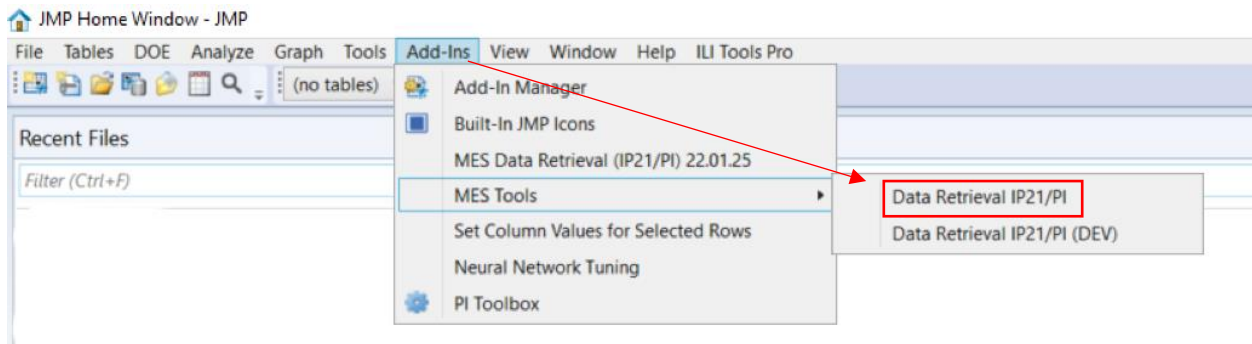 JMP Home Window - JMP
File Tables DOE Analyze Graph Tools Add-Ins View Window Help ILI Tools Pro
(no tables)
Add-In Manager
Recent Files
Built-In JMP Icons
MES Data Retrieval (IP21/PI) 22.01.25
Filter (Ctrl+F)
MES Tools
Data Retrieval IP21/PI
Set Column Values for Selected Rows
Data Retrieval IP21/PI (DEV)
Neural Network Tuning
PI Toolbox